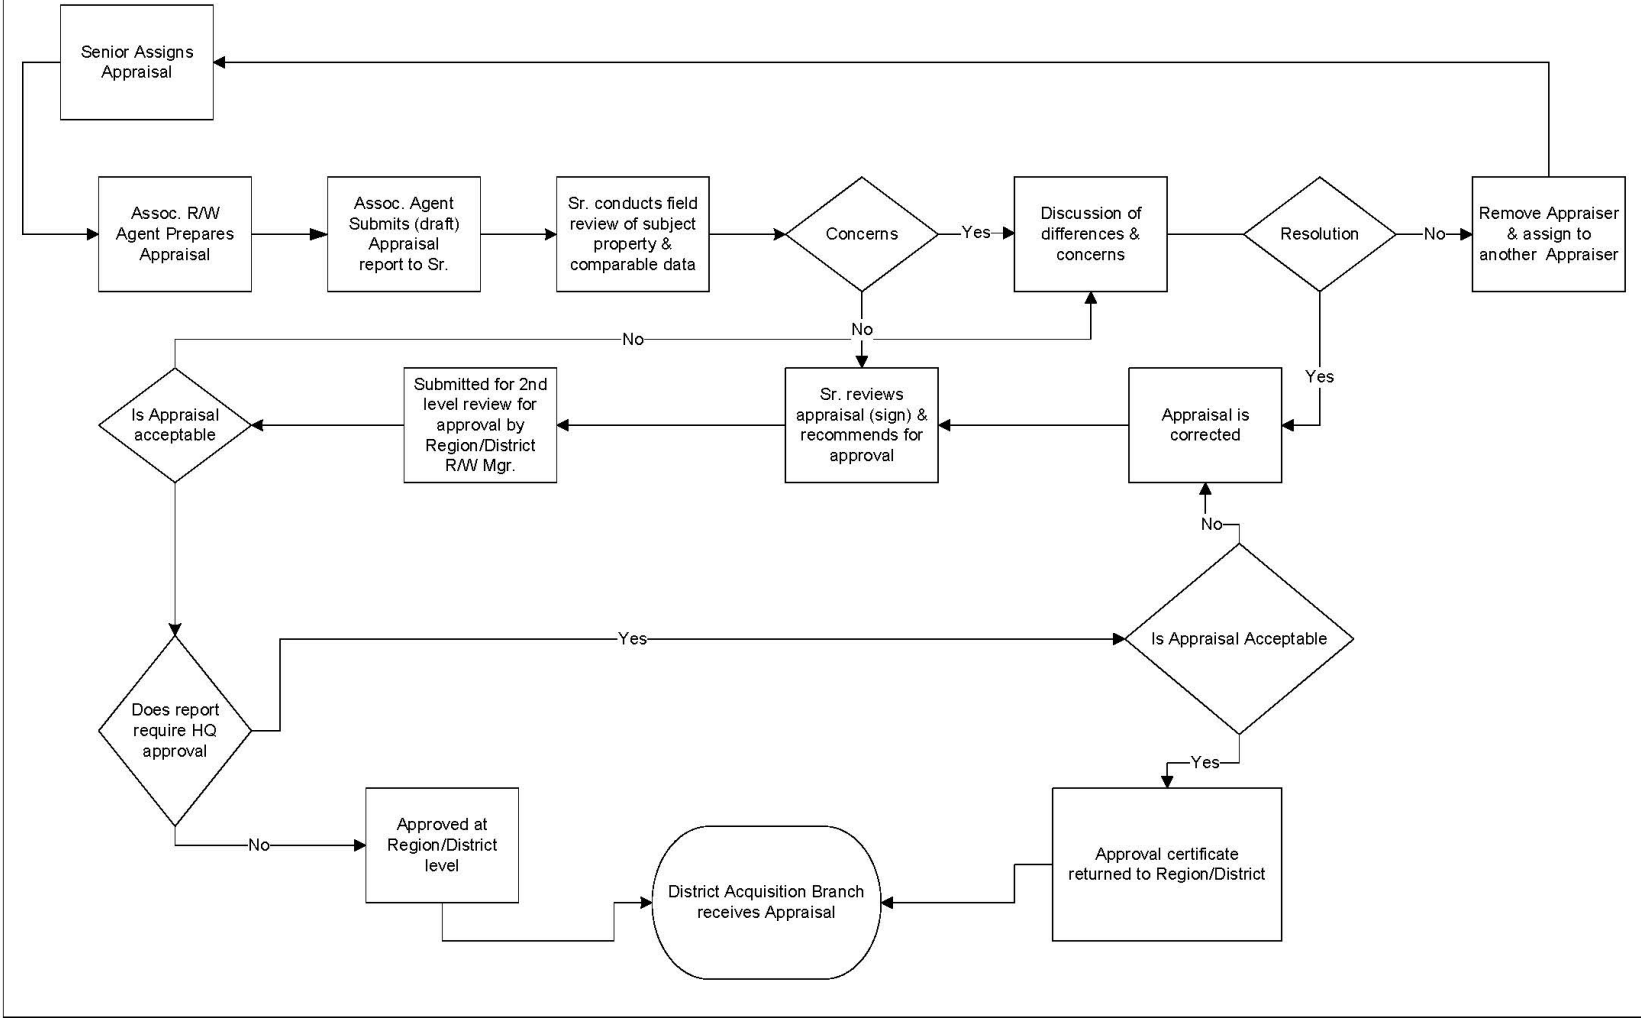 Senior Assigns
Appraisal
Assoc. R/W
Agent Prepares
Appraisal
Assoc. Agent
Submits (draft)
Appraisal
report to Sr.
Sr. conducts field
review of subject
property &
comparable data
Concerns
Yes
Discussion of
differences &
concerns
Resolution
No
Remove Appraiser
& assign to
another Appraiser
No
No
Yes
Is Appraisal
acceptable
Submitted for 2nd
level review for
approval by
Region/District
R/W Mgr.
Sr. reviews
appraisal (sign) &
recommends for
approval
Appraisal is
corrected
No
Yes
Is Appraisal Acceptable
Does report
require HQ
approval
Yes
No
Approved at
Region/District
level
District Acquisition Branch
receives Appraisal
Approval certificate
returned to Region/District